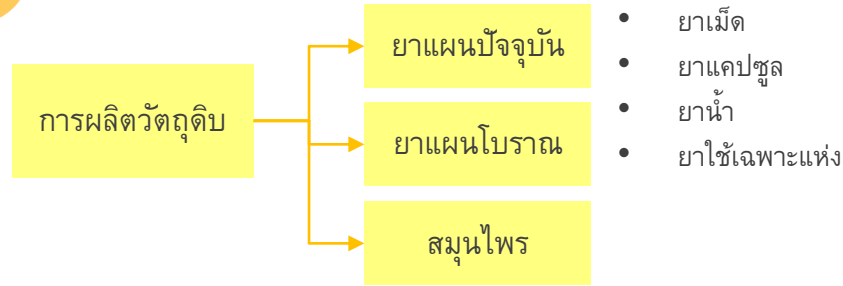 การผลิตวัตถุดิบ
ยาแผนปัจจุบัน
ยาแผนโบราณ
สมุนไพร
• ยาเม็ด
• ยาแคปซูล
• ยาน้ำ
• ยาใช้เฉพาะแห่ง